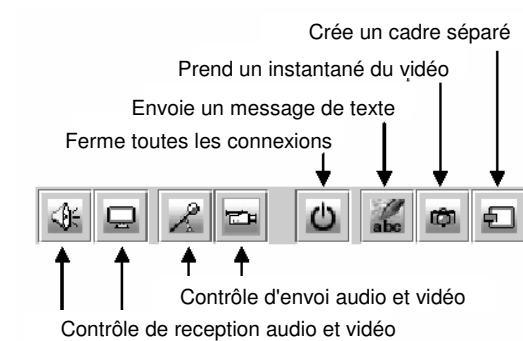 Crée un cadre séparé
Prend un instantané du vidéo
Envoie un message de texte
Ferme toutes les connexions
abc
Contrôle d'envoi audio et vidéo
Contrôle de reception audio et vidéo